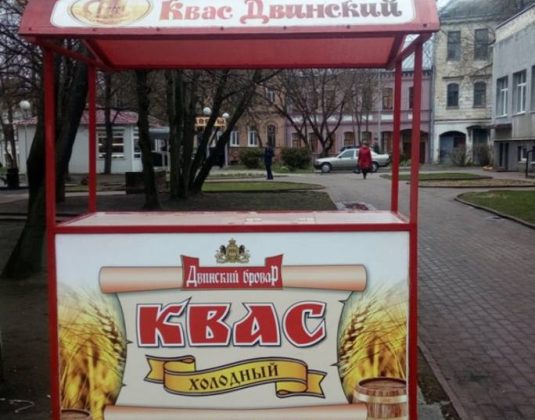 Квас Двинский
Двинский бровар
КВАС
ХОЛОДНЫЙ